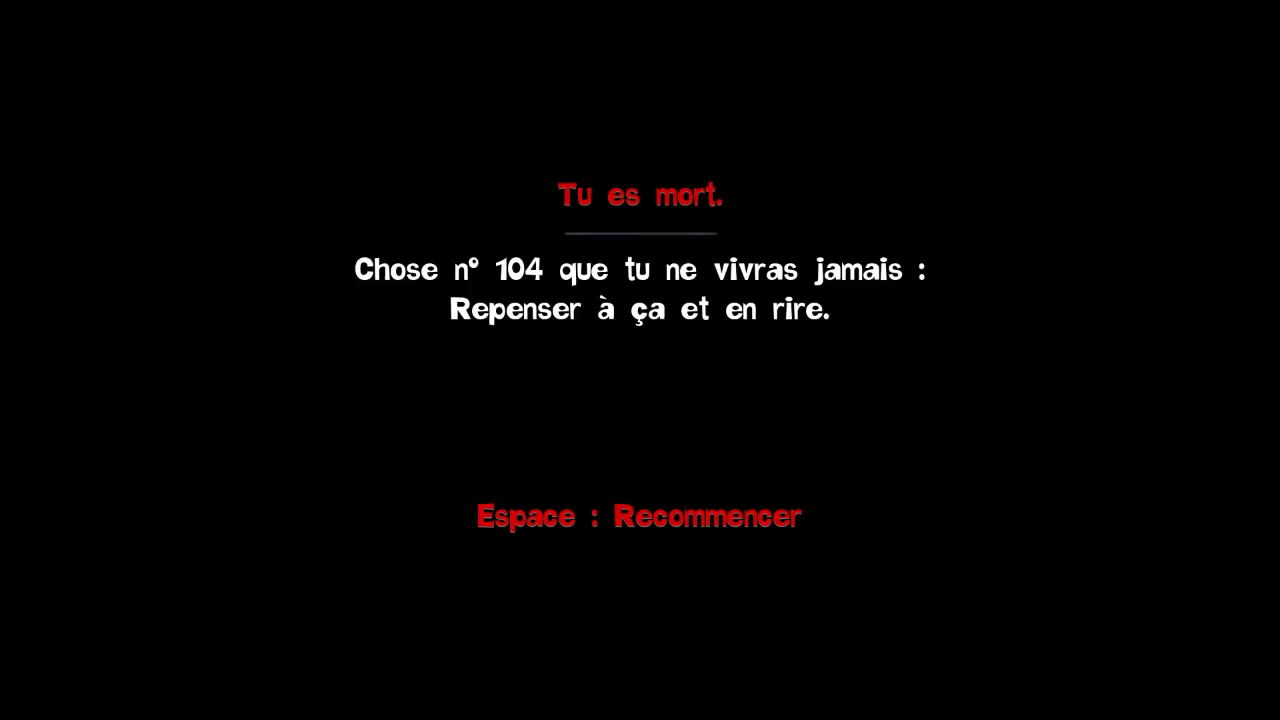 Tu es mort.
Chose n° 104 que tu ne vivras jamais :
Repenser à ça et en rire.
Espace : Recommencer